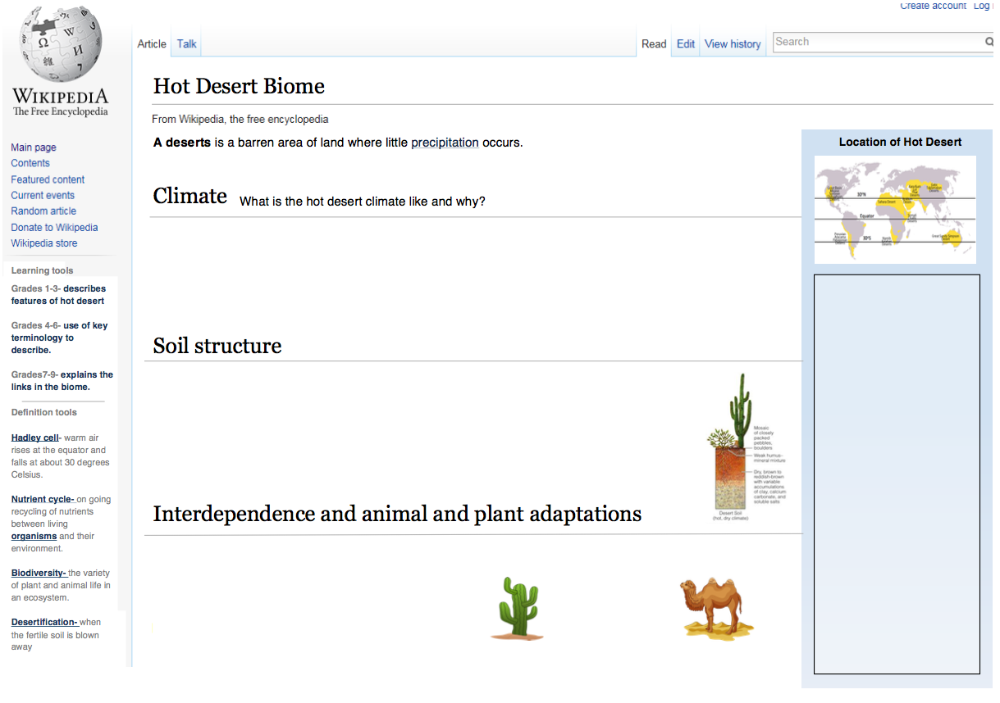 Create account Log
Article Talk Read Edit View history Search
WIKIPEDIA
The Free Encyclopedia
Main page
Contents
Featured content
Current events
Random article
Donate to Wikipedia
Wikipedia store
Learning tools
Grades 1-3- describes
features of hot desert
Grades 4-6- use of key
terminology to
describe.
Grades7-9- explains the
links in the biome.
Definition tools
Hadley cell- warm air
rises at the equator and
falls at about 30 degrees
Celsius.
Nutrient cycle- on going
recycling of nutrients
between living
organisms and their
environment.
Biodiversity- the variety
of plant and animal life in
an ecosystem.
Desertification- when
the fertile soil is blown
away
Hot Desert Biome
From Wikipedia, the free encyclopedia
A deserts is a barren area of land where little precipitation occurs.
Climate What is the hot desert climate like and why?
Soil structure
Mosaic
of closely
packed
pebbles,
boulders
Weak humus-
mineral mixture
Dry, brown to
reddish-brown
with variable
accumulations
of clay, calcium
carbonate, and
soluble salts
Desert Soil
(hot, dry climate)
Interdependence and animal and plant adaptations
Location of Hot Desert
30°N
Sahara Desert
Equator
30°S